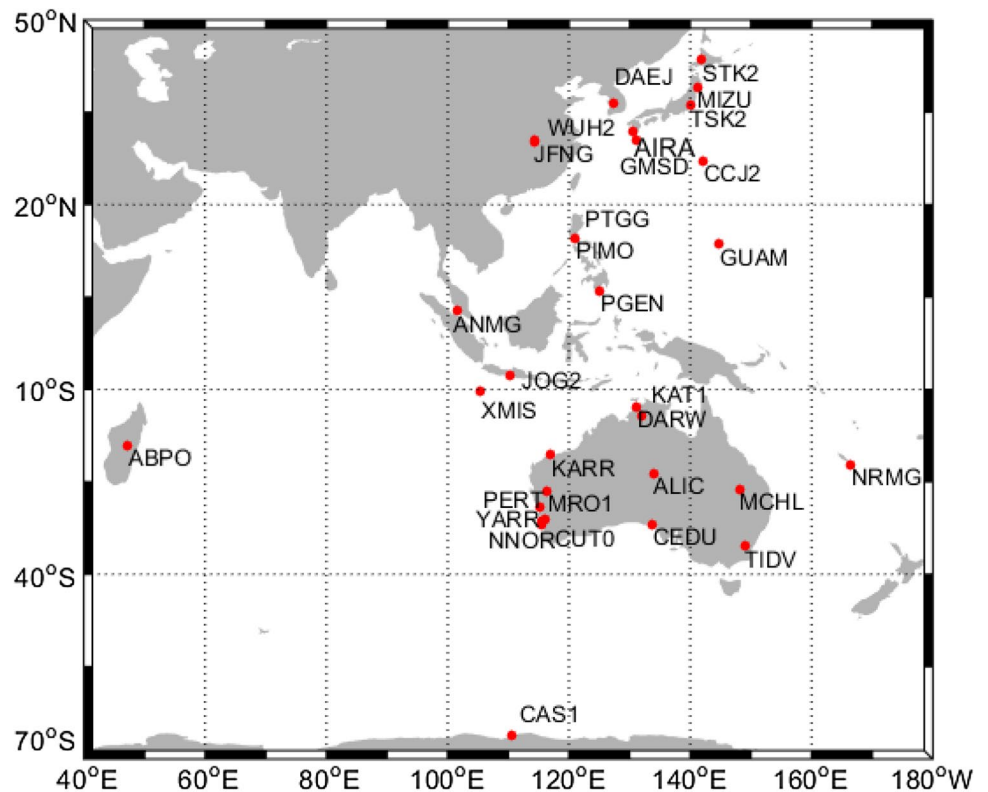 50°N
DAEJ
STK2
MIZU
TSK2
WUH2
AIRA
JFNG
GMSD
CCJ2
20°N
PTGG
PIMO
GUAM
PGEN
ANMG
JOG2
10°S
KAT1
XMIS
DARW
ABPO
KARR
NRMG
ALIC
PERT
MRO1
MCHL
YARR
NNOR
CUT0
CEDU
TIDV
40°S
CAS1
70°S
40°E 60°E 80°E 100°E 120°E 140°E 160°E 180°W